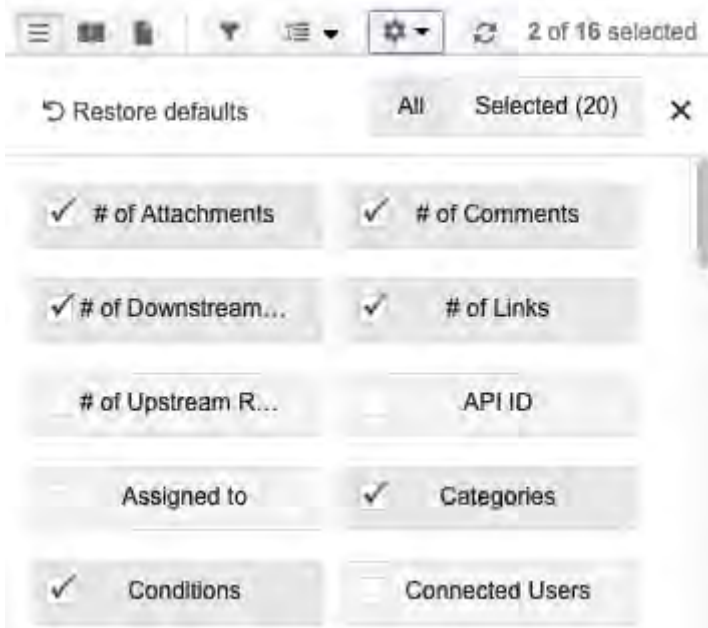 2 of 16 selected
Restore defaults All Selected (20)
# of Attachments # of Comments
# of Downstream... # of Links
# of Upstream R... API ID
Assigned to Categories
Conditions Connected Users